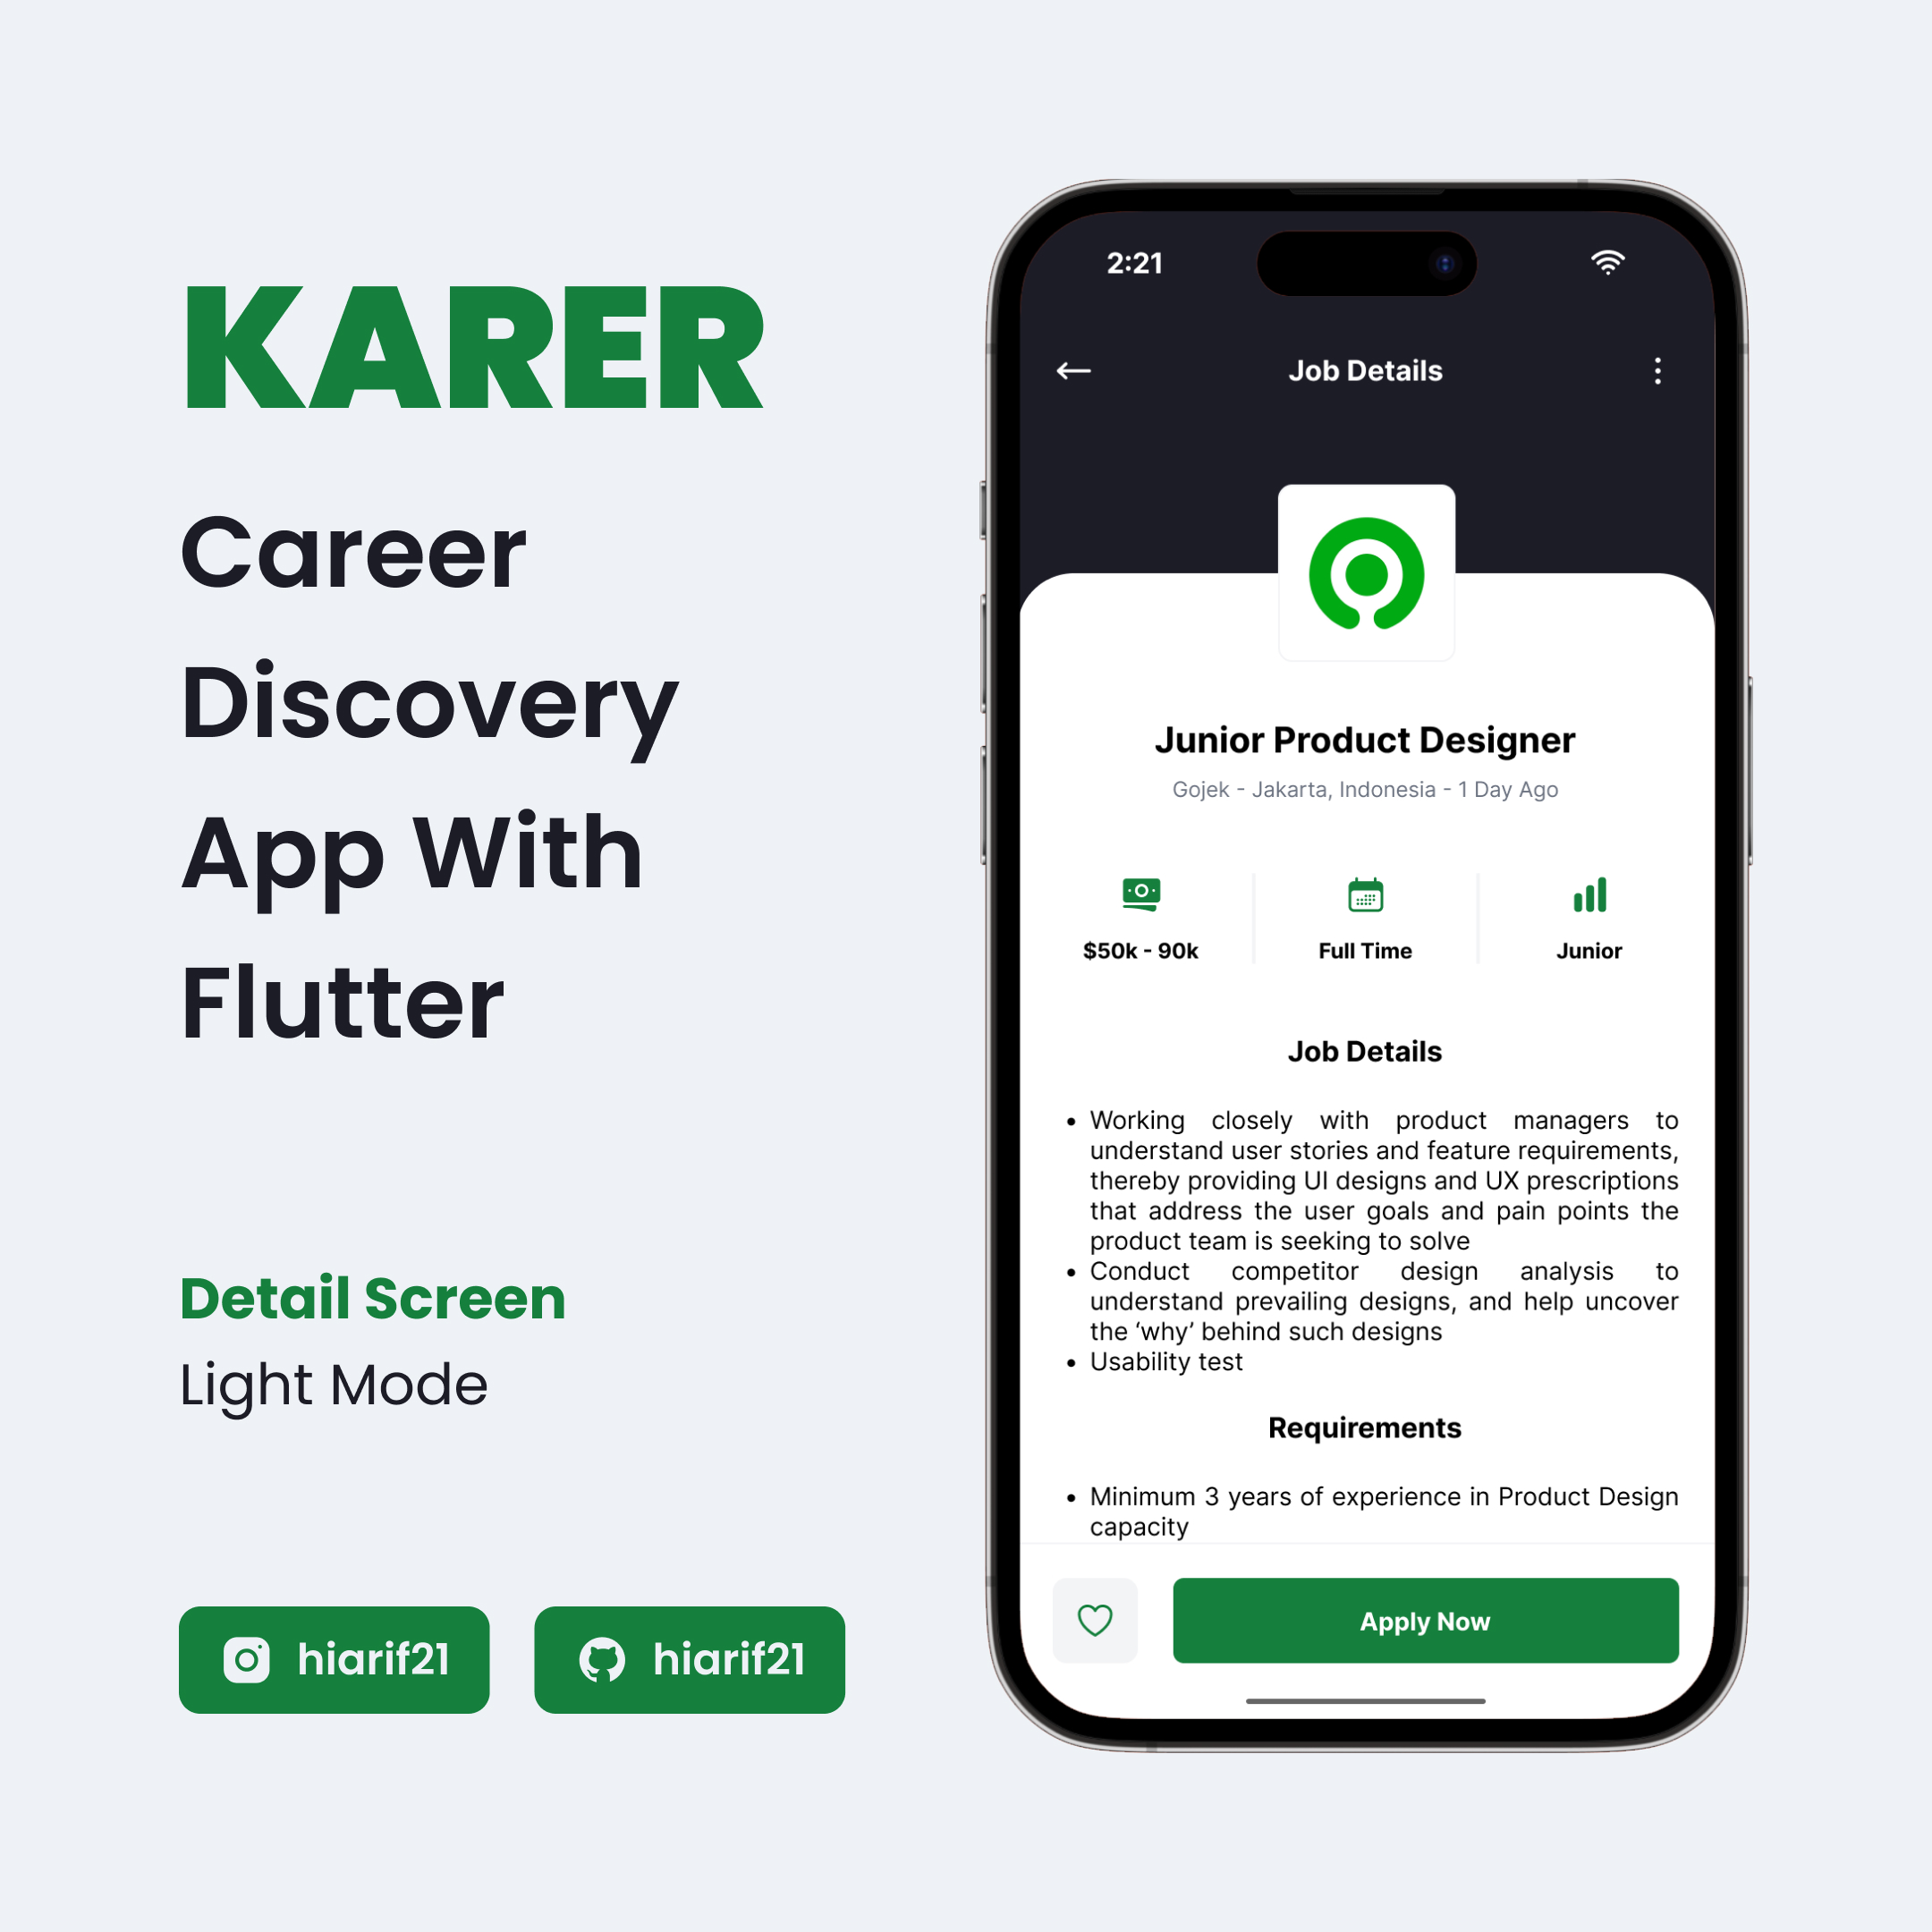 KARER
Career
Discovery
App With
Flutter
Detail Screen
Light Mode
hiarif21
hiarif21
2:21
Job Details
Junior Product Designer
Gojek - Jakarta, Indonesia - 1 Day Ago
$50k - 90k
Full Time
Junior
Job Details
• Working closely with product managers to
understand user stories and feature requirements,
thereby providing UI designs and UX prescriptions
that address the user goals and pain points the
product team is seeking to solve
• Conduct competitor design analysis to
understand prevailing designs, and help uncover
the ‘why’ behind such designs
• Usability test
Requirements
• Minimum 3 years of experience in Product Design
capacity
Apply Now